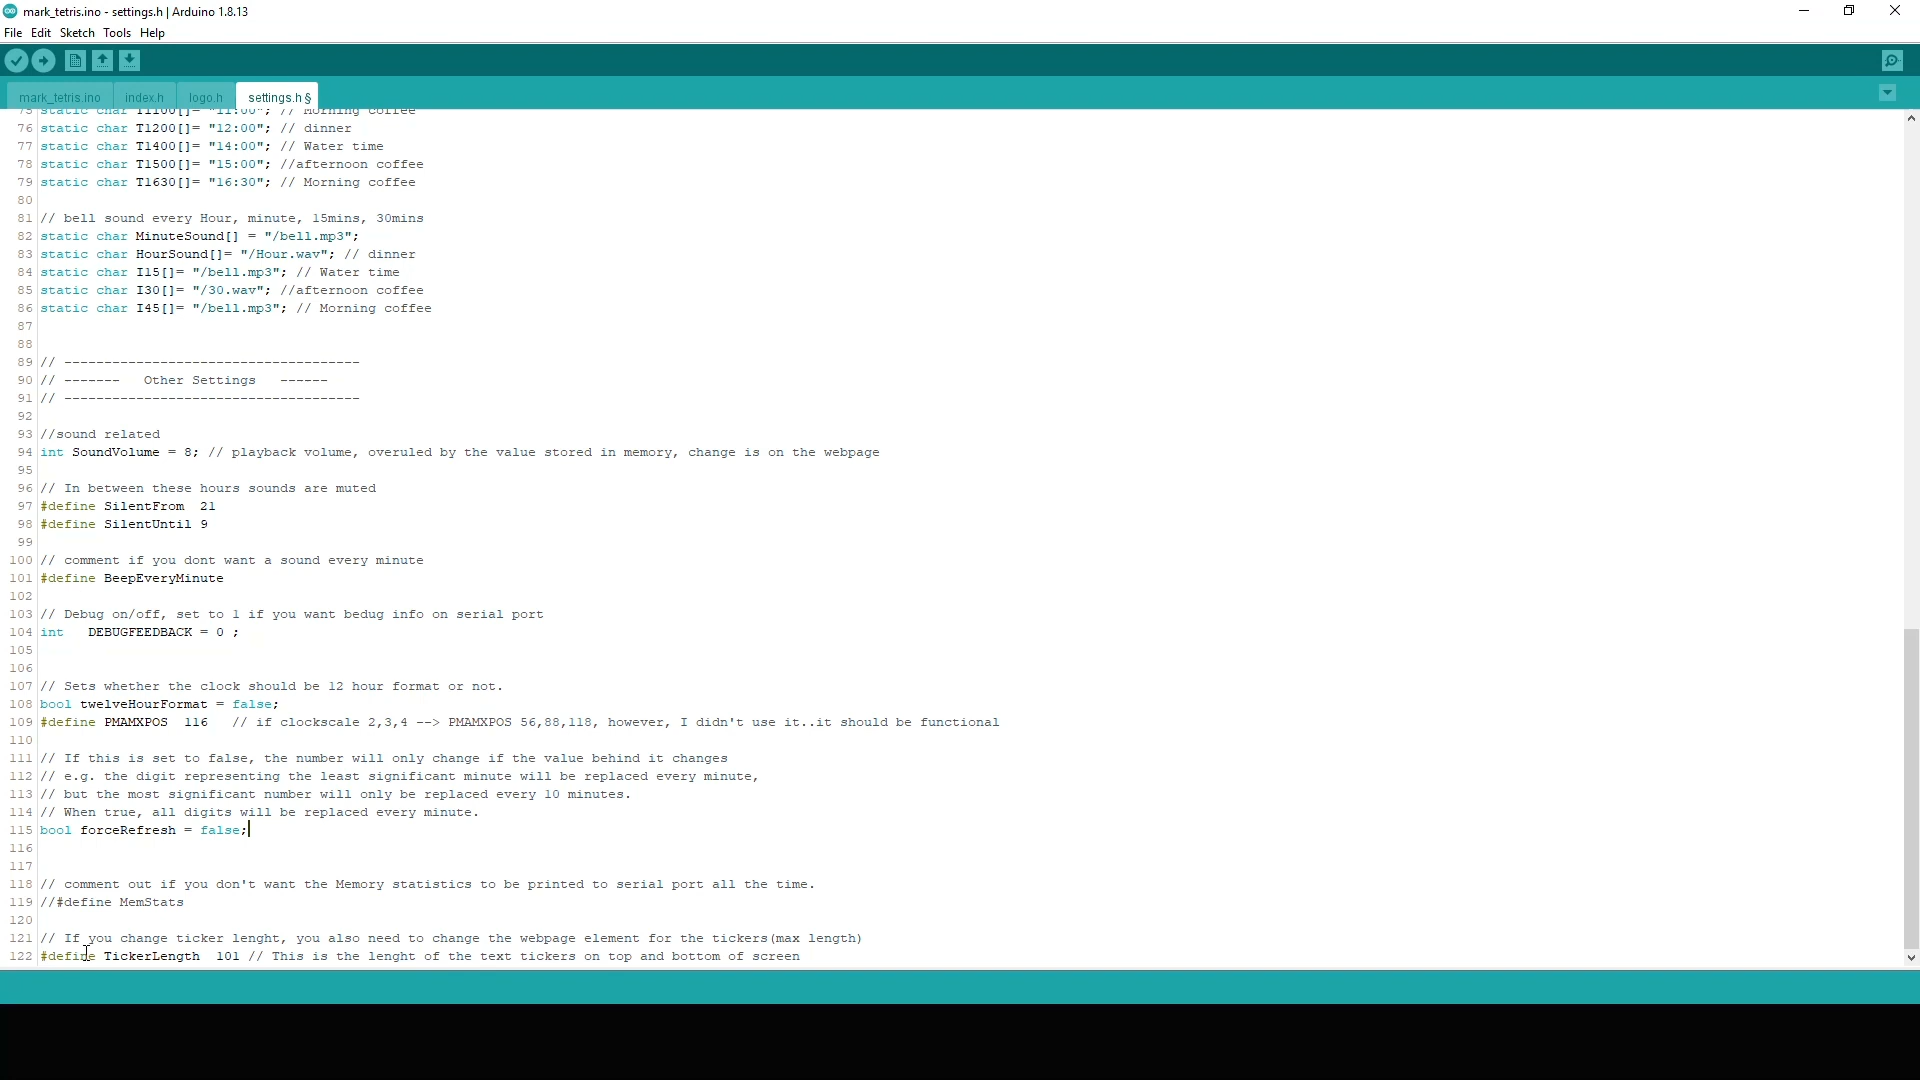 mark_tetris.ino - settings.h | Arduino 1.8.13
File Edit Sketch Tools Help
mark_tetris.ino index.h logo.h settings.h §
75 static char T1100[]= "11:00"; // Morning coffee
76 static char T1200[]= "12:00"; // dinner
77 static char T1400[]= "14:00"; // Water time
78 static char T1500[]= "15:00"; //afternoon coffee
79 static char T1630[]= "16:30"; // Morning coffee
80
81 // bell sound every Hour, minute, 15mins, 30mins
82 static char MinuteSound[] = "/bell.mp3";
83 static char HourSound[]= "/Hour.wav"; // dinner
84 static char I15[]= "/bell.mp3"; // Water time
85 static char I30[]= "/30.wav"; //afternoon coffee
86 static char I45[]= "/bell.mp3"; // Morning coffee
87
88
89 // -------------------------------------
90 // ------- Other Settings ------
91 // -------------------------------------
92
93 //sound related
94 int SoundVolume = 8; // playback volume, overuled by the value stored in memory, change is on the webpage
95
96 // In between these hours sounds are muted
97 #define SilentFrom 21
98 #define SilentUntil 9
99
100 // comment if you dont want a sound every minute
101 #define BeepEveryMinute
102
103 // Debug on/off, set to 1 if you want bedug info on serial port
104 int DEBUGFEEDBACK = 0 ;
105
106
107 // Sets whether the clock should be 12 hour format or not.
108 bool twelveHourFormat = false;
109 #define PMAMXPOS 116 // if clockscale 2,3,4 --> PMAMXPOS 56,88,118, however, I didn't use it..it should be functional
110
111 // If this is set to false, the number will only change if the value behind it changes
112 // e.g. the digit representing the least significant minute will be replaced every minute,
113 // but the most significant number will only be replaced every 10 minutes.
114 // When true, all digits will be replaced every minute.
115 bool forceRefresh = false;
116
117
118 // comment out if you don't want the Memory statistics to be printed to serial port all the time.
119 //#define MemStats
120
121 // If you change ticker lenght, you also need to change the webpage element for the tickers(max length)
122 #define TickerLength 101 // This is the lenght of the text tickers on top and bottom of screen